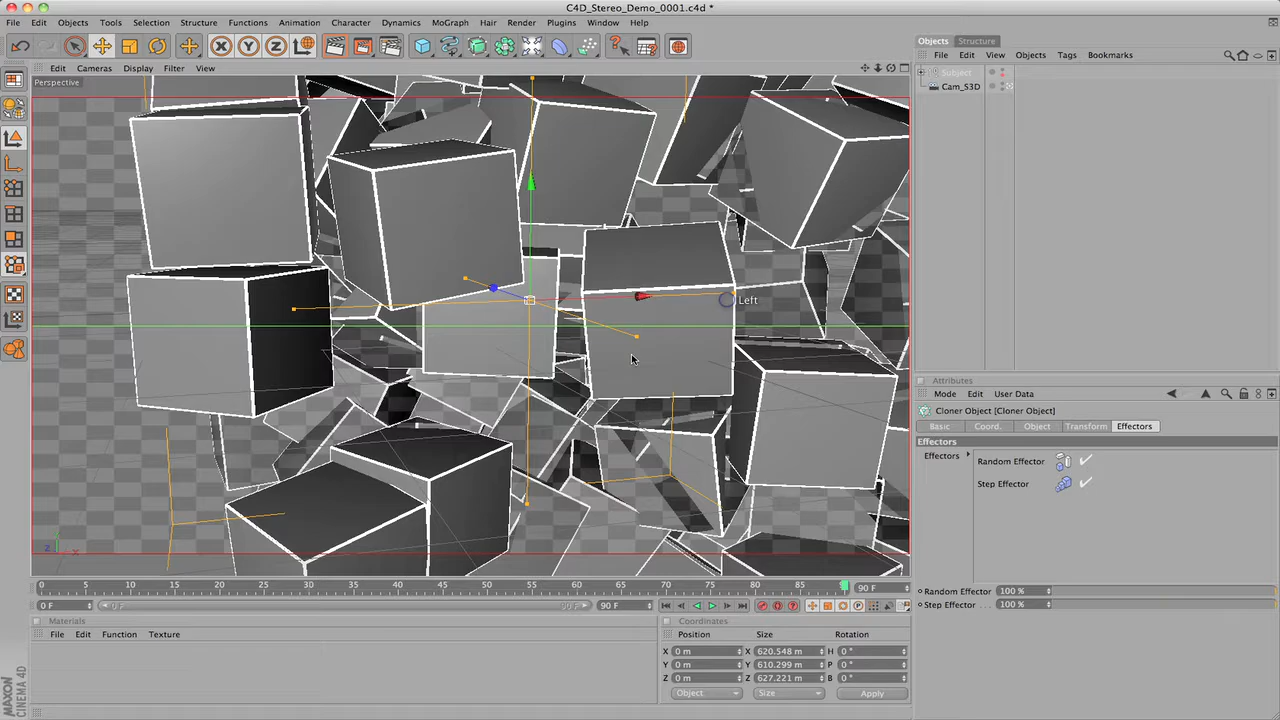 C4D_Stereo_Demo_0001.c4d *
File Edit Objects Tools Selection Structure Functions Animation Character Dynamics MoGraph Hair Render Plugins Window Help
Edit Cameras Display Filter View
Perspective
Left
Z X
0 5 10 15 20 25 30 35 40 45 50 55 60 65 70 75 80 85 90 F
0 F 0 F 90 F 90 F
Materials
File Edit Function Texture
Coordinates
Position Size Rotation
X 0 m X 620.548 m H 0 °
Y 0 m Y 610.299 m P 0 °
Z 0 m Z 627.221 m B 0 °
Object Size Apply
MAXON
CINEMA 4D
Objects Structure
File Edit View Objects Tags Bookmarks
Subject
Cam_S3D
Attributes
Mode Edit User Data
Cloner Object [Cloner Object]
Basic Coord. Object Transform Effectors
Effectors
Effectors
Random Effector
Step Effector
Random Effector 100 %
Step Effector . . . 100 %